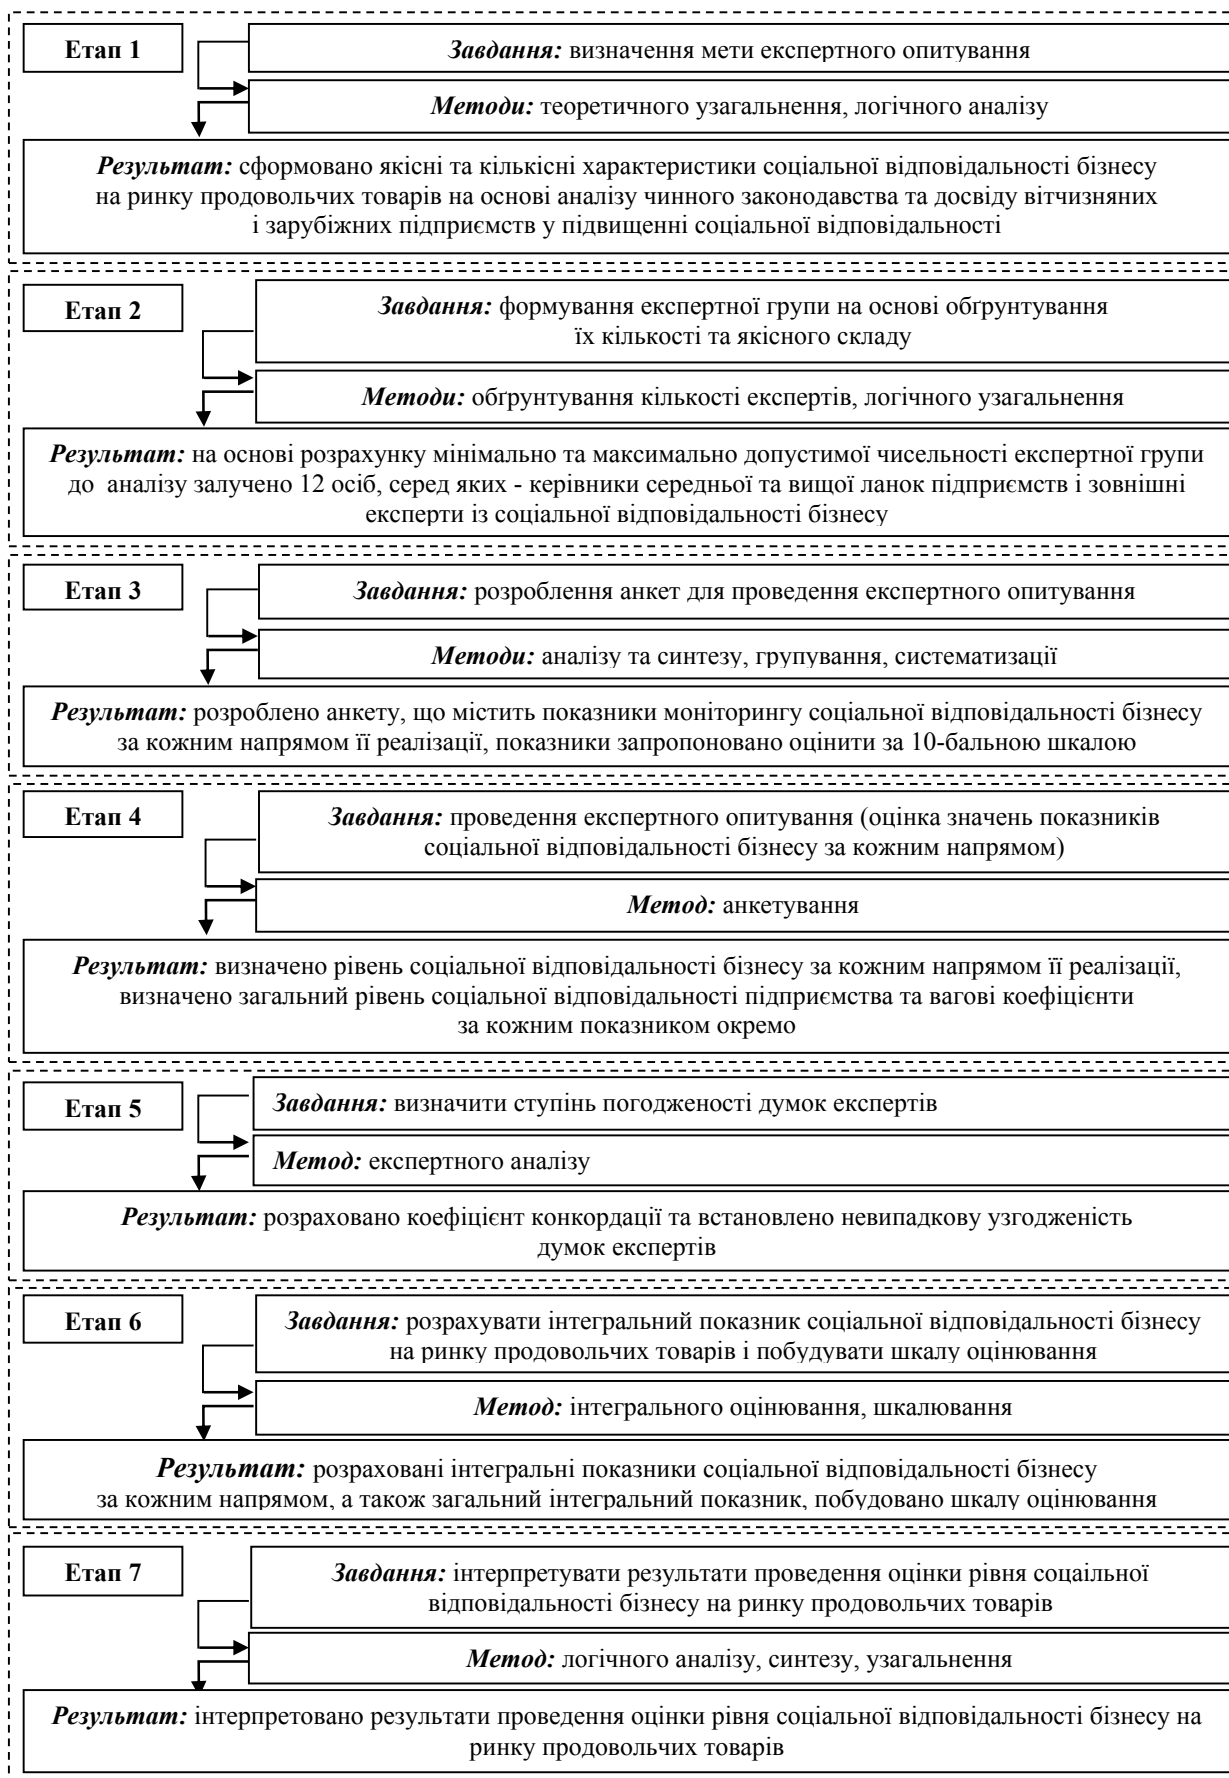 Етап 1
Завдання: визначення мети експертного опитування
Методи: теоретичного узагальнення, логічного аналізу
Результат: сформовано якісні та кількісні характеристики соціальної відповідальності бізнесу
на ринку продовольчих товарів на основі аналізу чинного законодавства та досвіду вітчизняних
і зарубіжних підприємств у підвищенні соціальної відповідальності
Етап 2
Завдання: формування експертної групи на основі обґрунтування
їх кількості та якісного складу
Методи: обґрунтування кількості експертів, логічного узагальнення
Результат: на основі розрахунку мінімально та максимально допустимої чисельності експертної групи
до аналізу залучено 12 осіб, серед яких - керівники середньої та вищої ланок підприємств і зовнішні
експерти із соціальної відповідальності бізнесу
Етап 3
Завдання: розроблення анкет для проведення експертного опитування
Методи: аналізу та синтезу, групування, систематизації
Результат: розроблено анкету, що містить показники моніторингу соціальної відповідальності бізнесу
за кожним напрямом її реалізації, показники запропоновано оцінити за 10-бальною шкалою
Етап 4
Завдання: проведення експертного опитування (оцінка значень показників
соціальної відповідальності бізнесу за кожним напрямом)
Метод: анкетування
Результат: визначено рівень соціальної відповідальності бізнесу за кожним напрямом її реалізації,
визначено загальний рівень соціальної відповідальності підприємства та вагові коефіцієнти
за кожним показником окремо
Етап 5
Завдання: визначити ступінь погодженості думок експертів
Метод: експертного аналізу
Результат: розраховано коефіцієнт конкордації та встановлено невипадкову узгодженість
думок експертів
Етап 6
Завдання: розрахувати інтегральний показник соціальної відповідальності бізнесу
на ринку продовольчих товарів і побудувати шкалу оцінювання
Метод: інтегрального оцінювання, шкалювання
Результат: розраховані інтегральні показники соціальної відповідальності бізнесу
за кожним напрямом, а також загальний інтегральний показник, побудовано шкалу оцінювання
Етап 7
Завдання: інтерпретувати результати проведення оцінки рівня соцаільної
відповідальності бізнесу на ринку продовольчих товарів
Метод: логічного аналізу, синтезу, узагальнення
Результат: інтерпретовано результати проведення оцінки рівня соціальної відповідальності бізнесу на
ринку продовольчих товарів